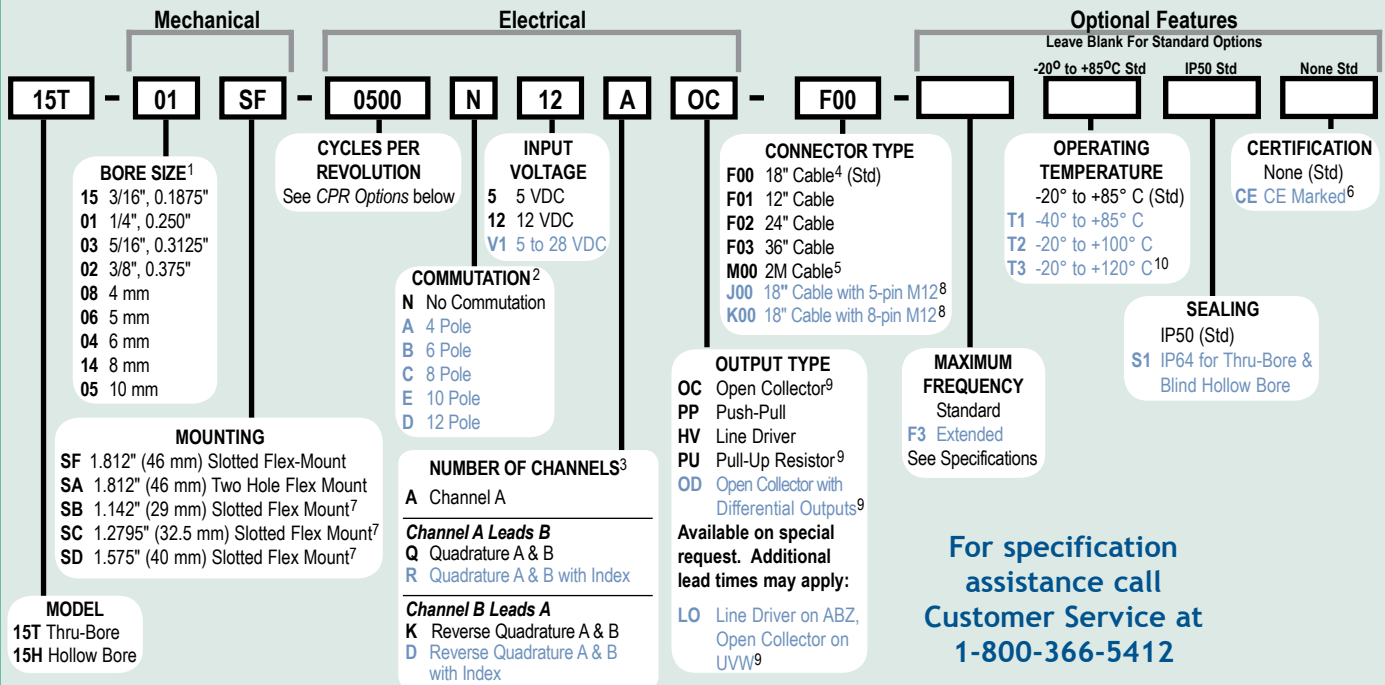 Mechanical
Electrical
Optional Features
Leave Blank For Standard Options
-20⁰ to +85⁰C Std
IP50 Std
None Std
15T - 01 SF - 0500 N 12 A OC - F00 -
BORE SIZE1
15 3/16", 0.1875"
01 1/4", 0.250"
03 5/16", 0.3125"
02 3/8", 0.375"
08 4 mm
06 5 mm
04 6 mm
14 8 mm
05 10 mm
MOUNTING
SF 1.812" (46 mm) Slotted Flex-Mount
SA 1.812" (46 mm) Two Hole Flex Mount
SB 1.142" (29 mm) Slotted Flex Mount7
SC 1.2795" (32.5 mm) Slotted Flex Mount7
SD 1.575" (40 mm) Slotted Flex Mount7
MODEL
15T Thru-Bore
15H Hollow Bore
CYCLES PER
REVOLUTION
See CPR Options below
INPUT
VOLTAGE
5 5 VDC
12 12 VDC
V1 5 to 28 VDC
COMMUTATION2
N No Commutation
A 4 Pole
B 6 Pole
C 8 Pole
E 10 Pole
D 12 Pole
NUMBER OF CHANNELS3
A Channel A
Channel A Leads B
Q Quadrature A & B
R Quadrature A & B with Index
Channel B Leads A
K Reverse Quadrature A & B
D Reverse Quadrature A & B
with Index
CONNECTOR TYPE
F00 18" Cable4 (Std)
F01 12" Cable
F02 24" Cable
F03 36" Cable
M00 2M Cable5
J00 18" Cable with 5-pin M128
K00 18" Cable with 8-pin M128
OUTPUT TYPE
OC Open Collector9
PP Push-Pull
HV Line Driver
PU Pull-Up Resistor9
OD Open Collector with
Differential Outputs9
Available on special
request. Additional
lead times may apply:
LO Line Driver on ABZ,
Open Collector on
UVW9
MAXIMUM
FREQUENCY
Standard
F3 Extended
See Specifications
OPERATING
TEMPERATURE
-20° to +85° C (Std)
T1 -40° to +85° C
T2 -20° to +100° C
T3 -20° to +120° C10
SEALING
IP50 (Std)
S1 IP64 for Thru-Bore &
Blind Hollow Bore
CERTIFICATION
None (Std)
CE CE Marked6
For specification
assistance call
Customer Service at
1-800-366-5412